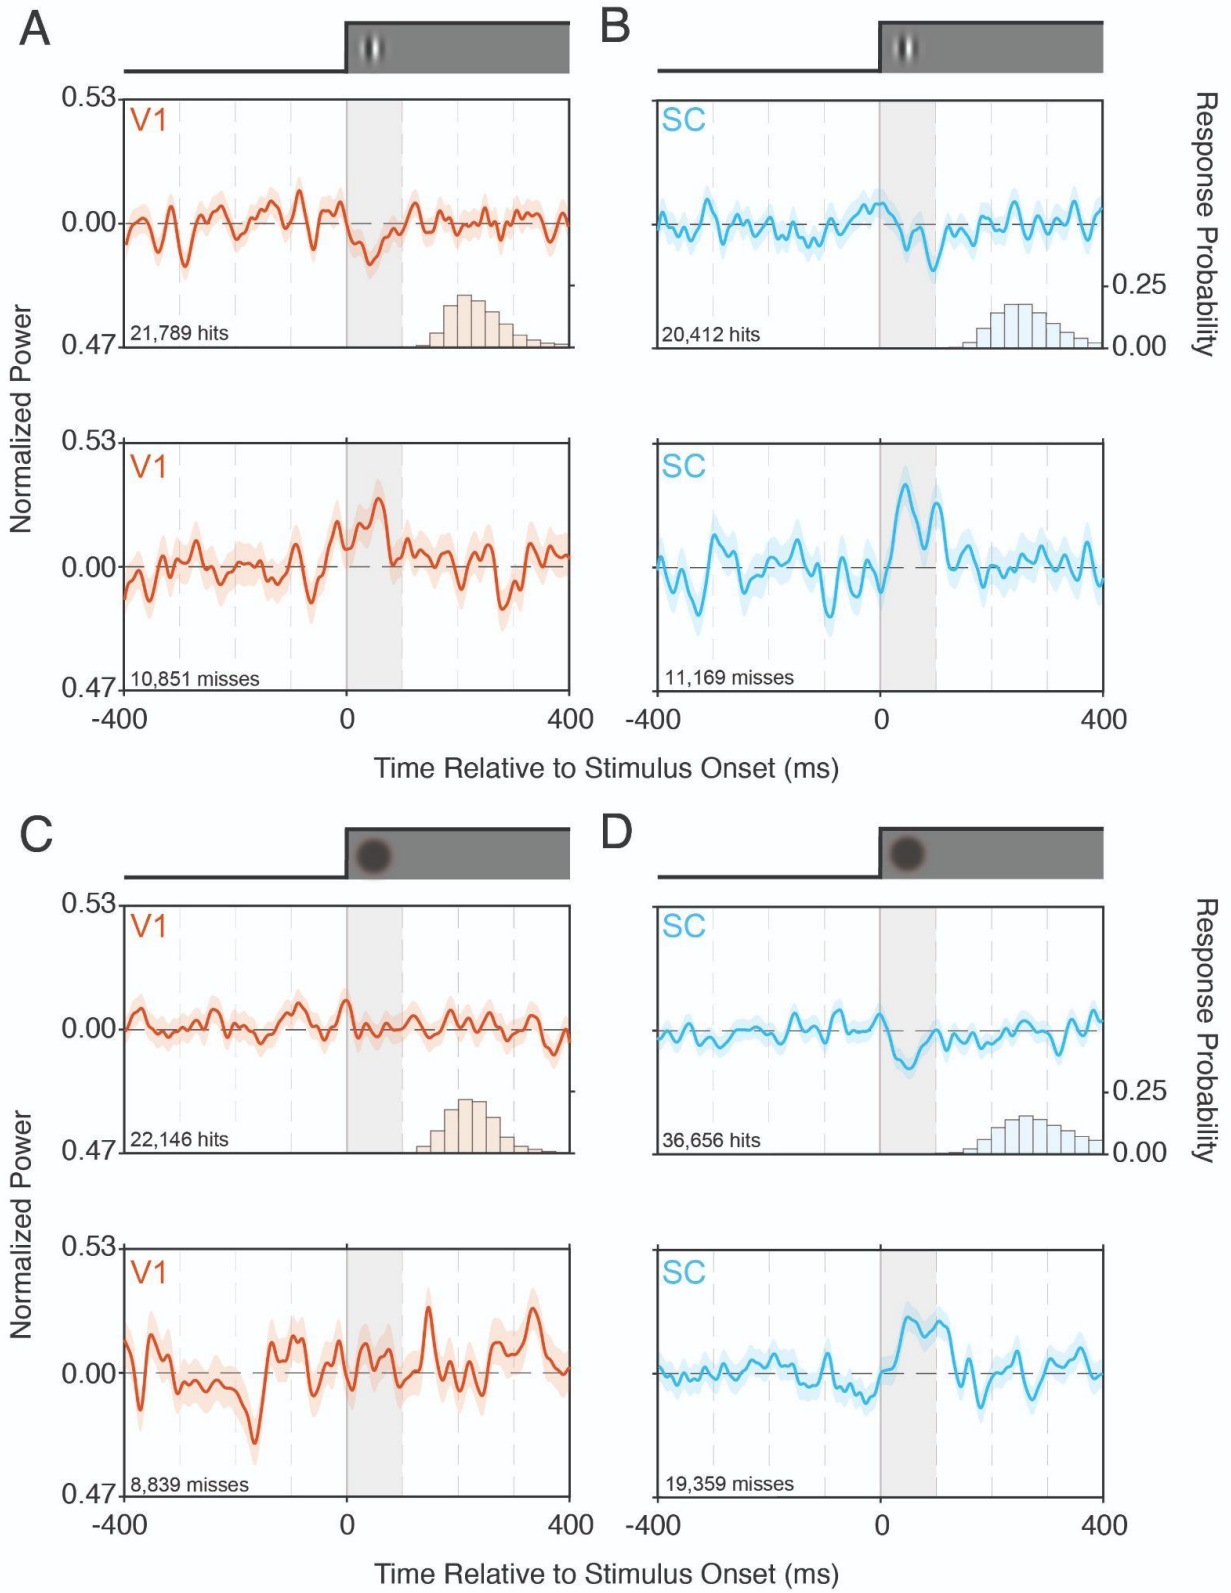 A
B
0.53
V1
SC
0.00
0.25
21,789 hits
20,412 hits
0.47
0.00
Normalized Power
Response Probability
0.53
V1
SC
0.00
10,851 misses
11,169 misses
0.47
-400
0
400
-400
0
400
Time Relative to Stimulus Onset (ms)
C
D
0.53
V1
SC
0.00
0.25
22,146 hits
36,656 hits
0.47
0.00
Normalized Power
Response Probability
0.53
V1
SC
0.00
8,839 misses
19,359 misses
0.47
-400
0
400
-400
0
400
Time Relative to Stimulus Onset (ms)